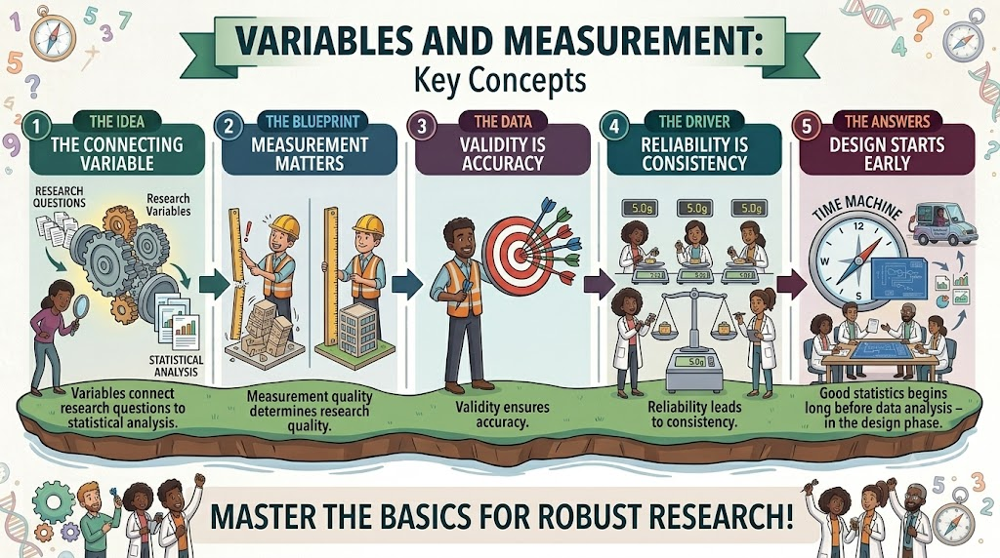 VARIABLES AND MEASUREMENT:
Key Concepts
1
THE IDEA
THE CONNECTING
VARIABLE
RESEARCH
QUESTIONS
Research
Variables
STATISTICAL
ANALYSIS
Variables connect
research questions to
statistical analysis.
2
THE BLUEPRINT
MEASUREMENT
MATTERS
!
Measurement quality
determines research
quality.
3
THE DATA
VALIDITY IS
ACCURACY
Validity ensures
accuracy.
4
THE DRIVER
RELIABILITY IS
CONSISTENCY
5.0g 5.0g 5.0g
5.0g
Reliability leads
to consistency.
5
THE ANSWERS
DESIGN STARTS
EARLY
TIME MACHINE
12
W
S
Good statistics begins
long before data analysis –
in the design phase.
MASTER THE BASICS FOR ROBUST RESEARCH!